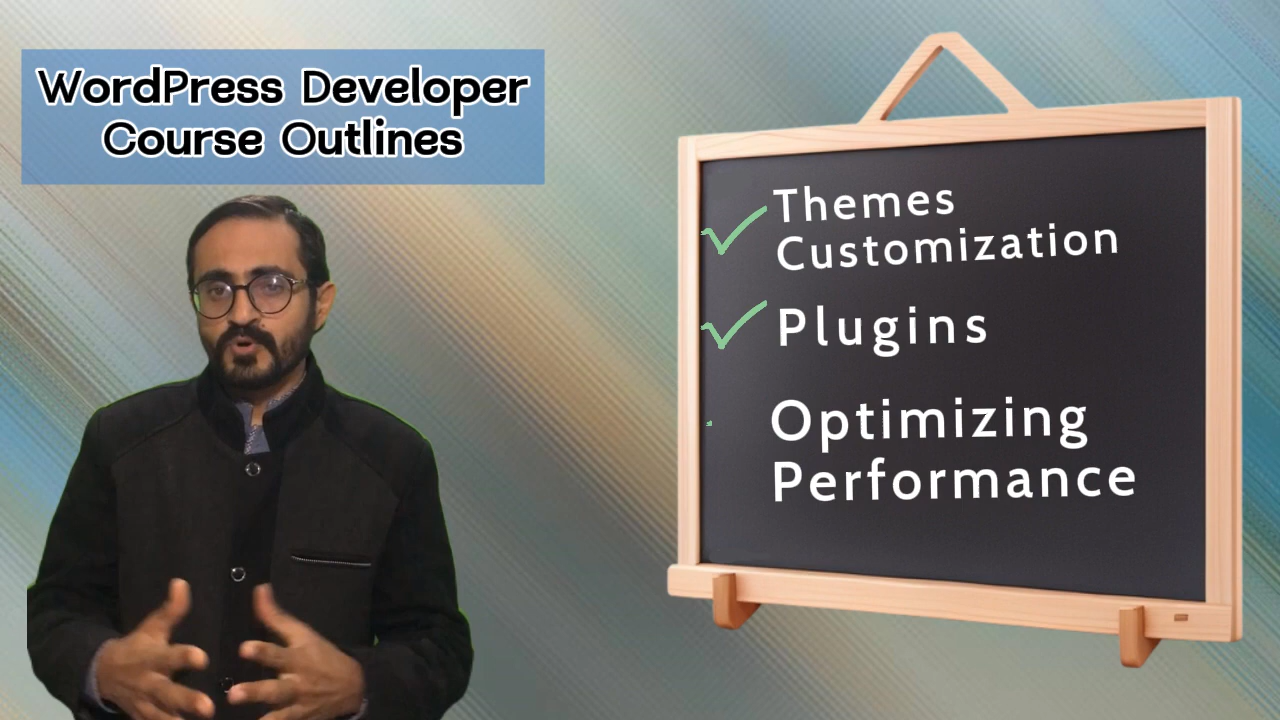 WordPress Developer
Course Outlines
Themes
Customization
Plugins
Optimizing
Performance